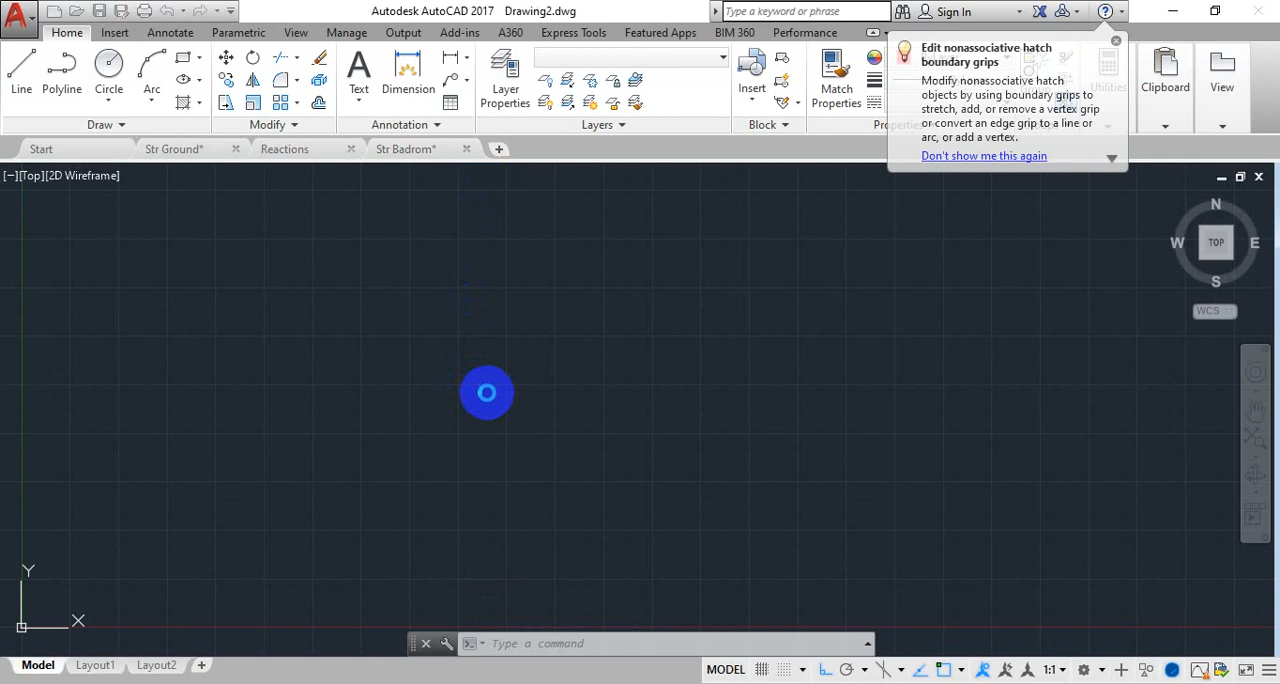 Autodesk AutoCAD 2017 Drawing2.dwg
Type a keyword or phrase
Sign In
Home Insert Annotate Parametric View Manage Output Add-ins A360 Express Tools Featured Apps BIM 360 Performance
Line
Polyline
Circle
Arc
Text
Dimension
Layer
Properties
Insert
Match
Properties
Utilities
Clipboard
View
Draw
Modify
Annotation
Layers
Block
Edit nonassociative hatch
boundary grips
Modify nonassociative hatch
objects by using boundary grips to
stretch, add, or remove a vertex grip
or convert an edge grip to a line or
arc, or add a vertex.
Don't show me this again
Start
Str Ground*
Reactions
Str Badrom*
[−][Top][2D Wireframe]
N
W
TOP
E
S
WCS
Y
X
Type a command
Model Layout1 Layout2
MODEL
1:1